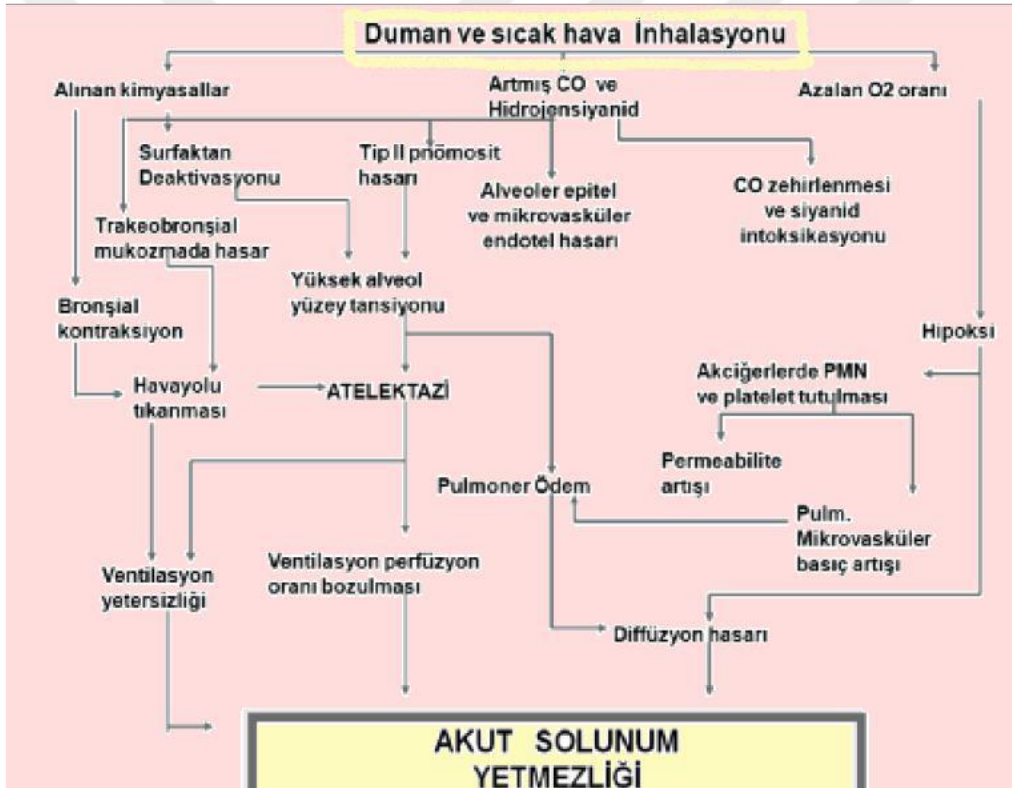 Duman ve sıcak hava İnhalasyonu
Alınan kimyasallar
Artmış CO ve
Hidrojensiyanid
Azalan O2 oranı
Surfaktan
Deaktivasyonu
Tip II pnömosit
hasarı
Alveoler epitel
ve mikrovasküler
endotel hasarı
CO zehirlenmesi
ve siyanid
intoksikasyonu
Trakeobronşial
mukozmada hasar
Yüksek alveol
yüzey tansiyonu
Bronşial
kontraksiyon
Hipoksi
Havayolu
tıkanması
ATELEKTAZİ
Akciğerlerde PMN
ve platelet tutulması
Permeabilite
artışı
Pulmoner Ödem
Pulm.
Mikrovasküler
basıç artışı
Ventilasyon
yetersizliği
Ventilasyon perfüzyon
oranı bozulması
Diffüzyon hasarı
AKUT SOLUNUM
YETMEZLİĞİ